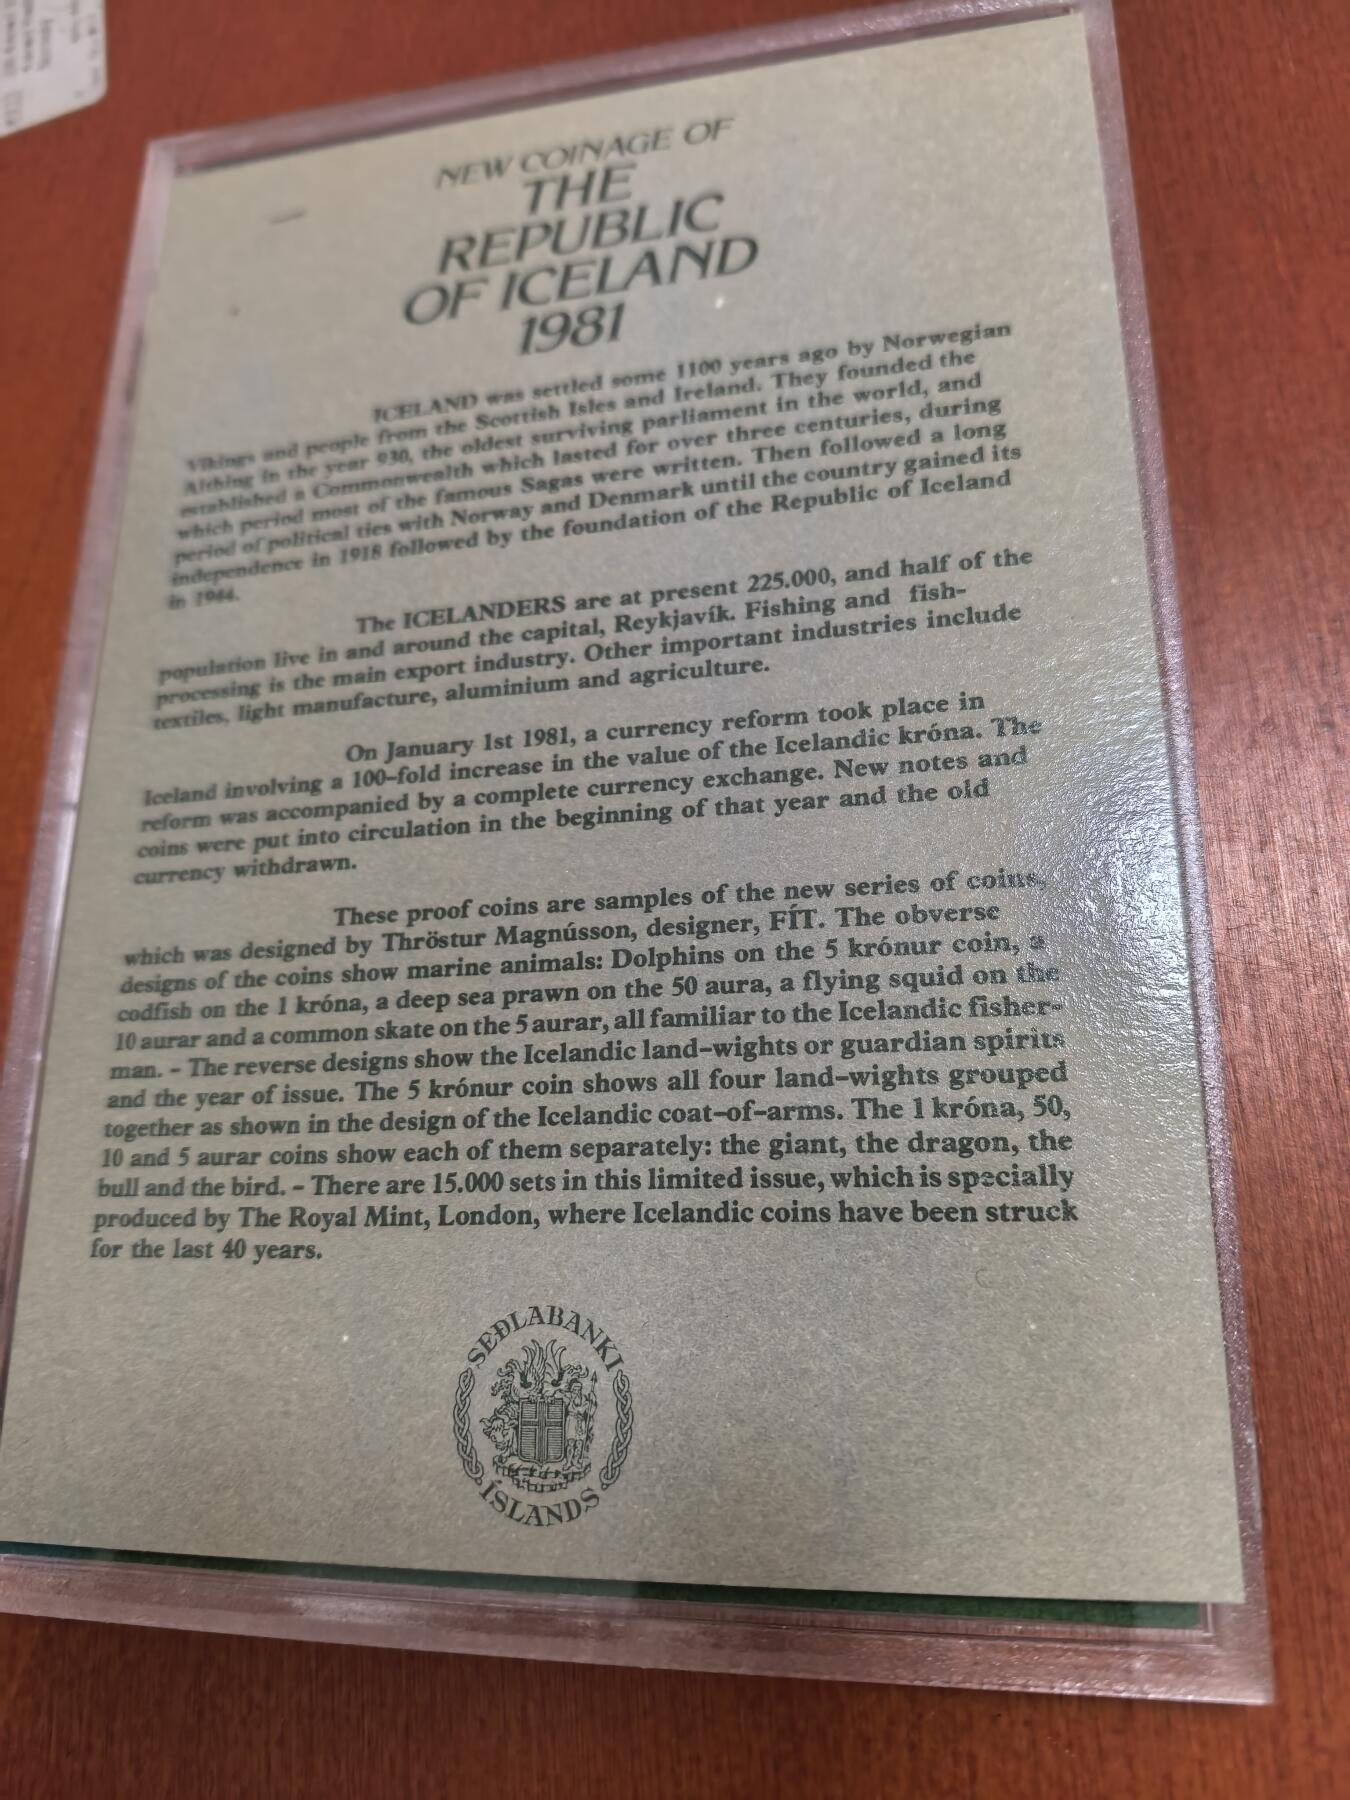 NEW COINAGE OF
THE
REPUBLIC
OF ICELAND
1981
ICELAND was settled some 1100 years ago by Norwegian
Vikings and people from the Scottish Isles and Ireland. They founded the
Althing in the year 930, the oldest surviving parliament in the world, and
established a Commonwealth which lasted for over three centuries, during
which period most of the famous Sagas were written. Then followed a long
period of political ties with Norway and Denmark until the country gained its
independence in 1918 followed by the foundation of the Republic of Iceland
in 1944.
The ICELANDERS are at present 225.000, and half of the
population live in and around the capital, Reykjavík. Fishing and fish-
processing is the main export industry. Other important industries include
textiles, light manufacture, aluminium and agriculture.
On January 1st 1981, a currency reform took place in
Iceland involving a 100-fold increase in the value of the Icelandic króna. The
reform was accompanied by a complete currency exchange. New notes and
coins were put into circulation in the beginning of that year and the old
currency withdrawn.
These proof coins are samples of the new series of coins,
which was designed by Thröstur Magnússon, designer, FÍT. The obverse
designs of the coins show marine animals: Dolphins on the 5 krónur coin, a
codfish on the 1 króna, a deep sea prawn on the 50 aura, a flying squid on the
10 aurar and a common skate on the 5 aurar, all familiar to the Icelandic fisher-
man. – The reverse designs show the Icelandic land-wights or guardian spirits
and the year of issue. The 5 krónur coin shows all four land-wights grouped
together as shown in the design of the Icelandic coat-of-arms. The 1 króna, 50,
10 and 5 aurar coins show each of them separately: the giant, the dragon, the
bull and the bird. – There are 15.000 sets in this limited issue, which is specially
produced by The Royal Mint, London, where Icelandic coins have been struck
for the last 40 years.
SEÐLABANKI
ÍSLANDS